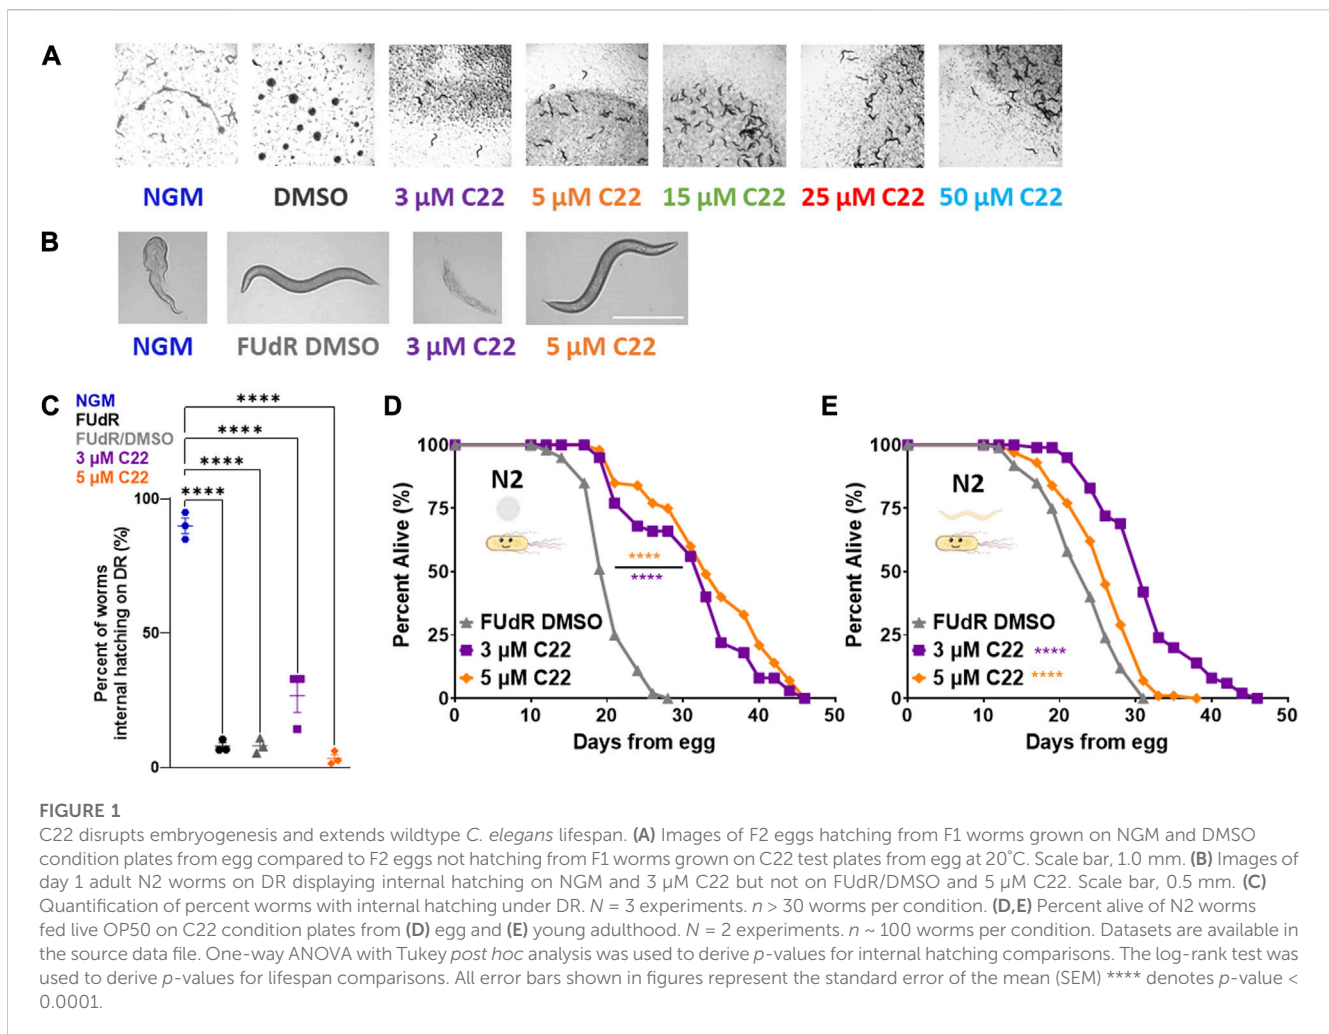 A
NGM DMSO 3 µM C22 5 µM C22 15 µM C22 25 µM C22 50 µM C22
B
NGM FUdR DMSO 3 µM C22 5 µM C22
C
NGM
FUdR
FUdR/DMSO
3 µM C22
5 µM C22
****
****
****
****
100
50
0
Percent of worms
internal hatching on DR (%)
D
Percent Alive (%)
100
75
50
25
0
N2
****
****
FUdR DMSO
3 µM C22
5 µM C22
0 10 20 30 40 50
Days from egg
E
Percent Alive (%)
100
75
50
25
0
N2
FUdR DMSO
3 µM C22 ****
5 µM C22 ****
0 10 20 30 40 50
Days from egg
FIGURE 1
C22 disrupts embryogenesis and extends wildtype C. elegans lifespan. (A) Images of F2 eggs hatching from F1 worms grown on NGM and DMSO
condition plates from egg compared to F2 eggs not hatching from F1 worms grown on C22 test plates from egg at 20°C. Scale bar, 1.0 mm. (B) Images of
day 1 adult N2 worms on DR displaying internal hatching on NGM and 3 µM C22 but not on FUdR/DMSO and 5 µM C22. Scale bar, 0.5 mm. (C)
Quantification of percent worms with internal hatching under DR. N = 3 experiments. n > 30 worms per condition. (D,E) Percent alive of N2 worms
fed live OP50 on C22 condition plates from (D) egg and (E) young adulthood. N = 2 experiments. n ~ 100 worms per condition. Datasets are available in
the source data file. One-way ANOVA with Tukey post hoc analysis was used to derive p-values for internal hatching comparisons. The log-rank test was
used to derive p-values for lifespan comparisons. All error bars shown in figures represent the standard error of the mean (SEM) **** denotes p-value <
0.0001.